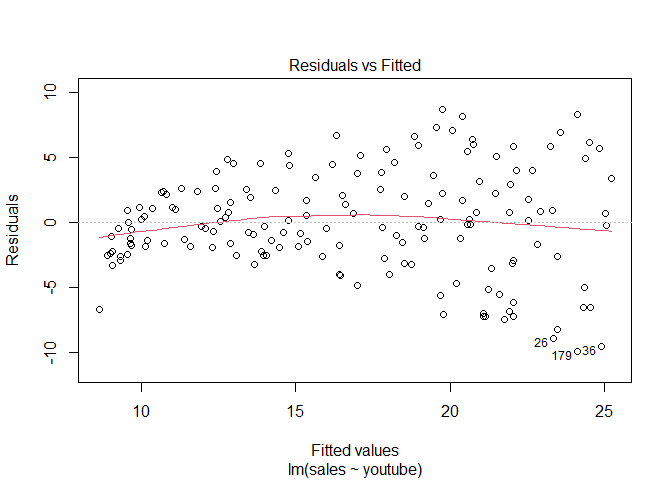 Residuals vs Fitted
Residuals
10
5
0
-5
-10
26
179
36
10 15 20 25
Fitted values
lm(sales ~ youtube)